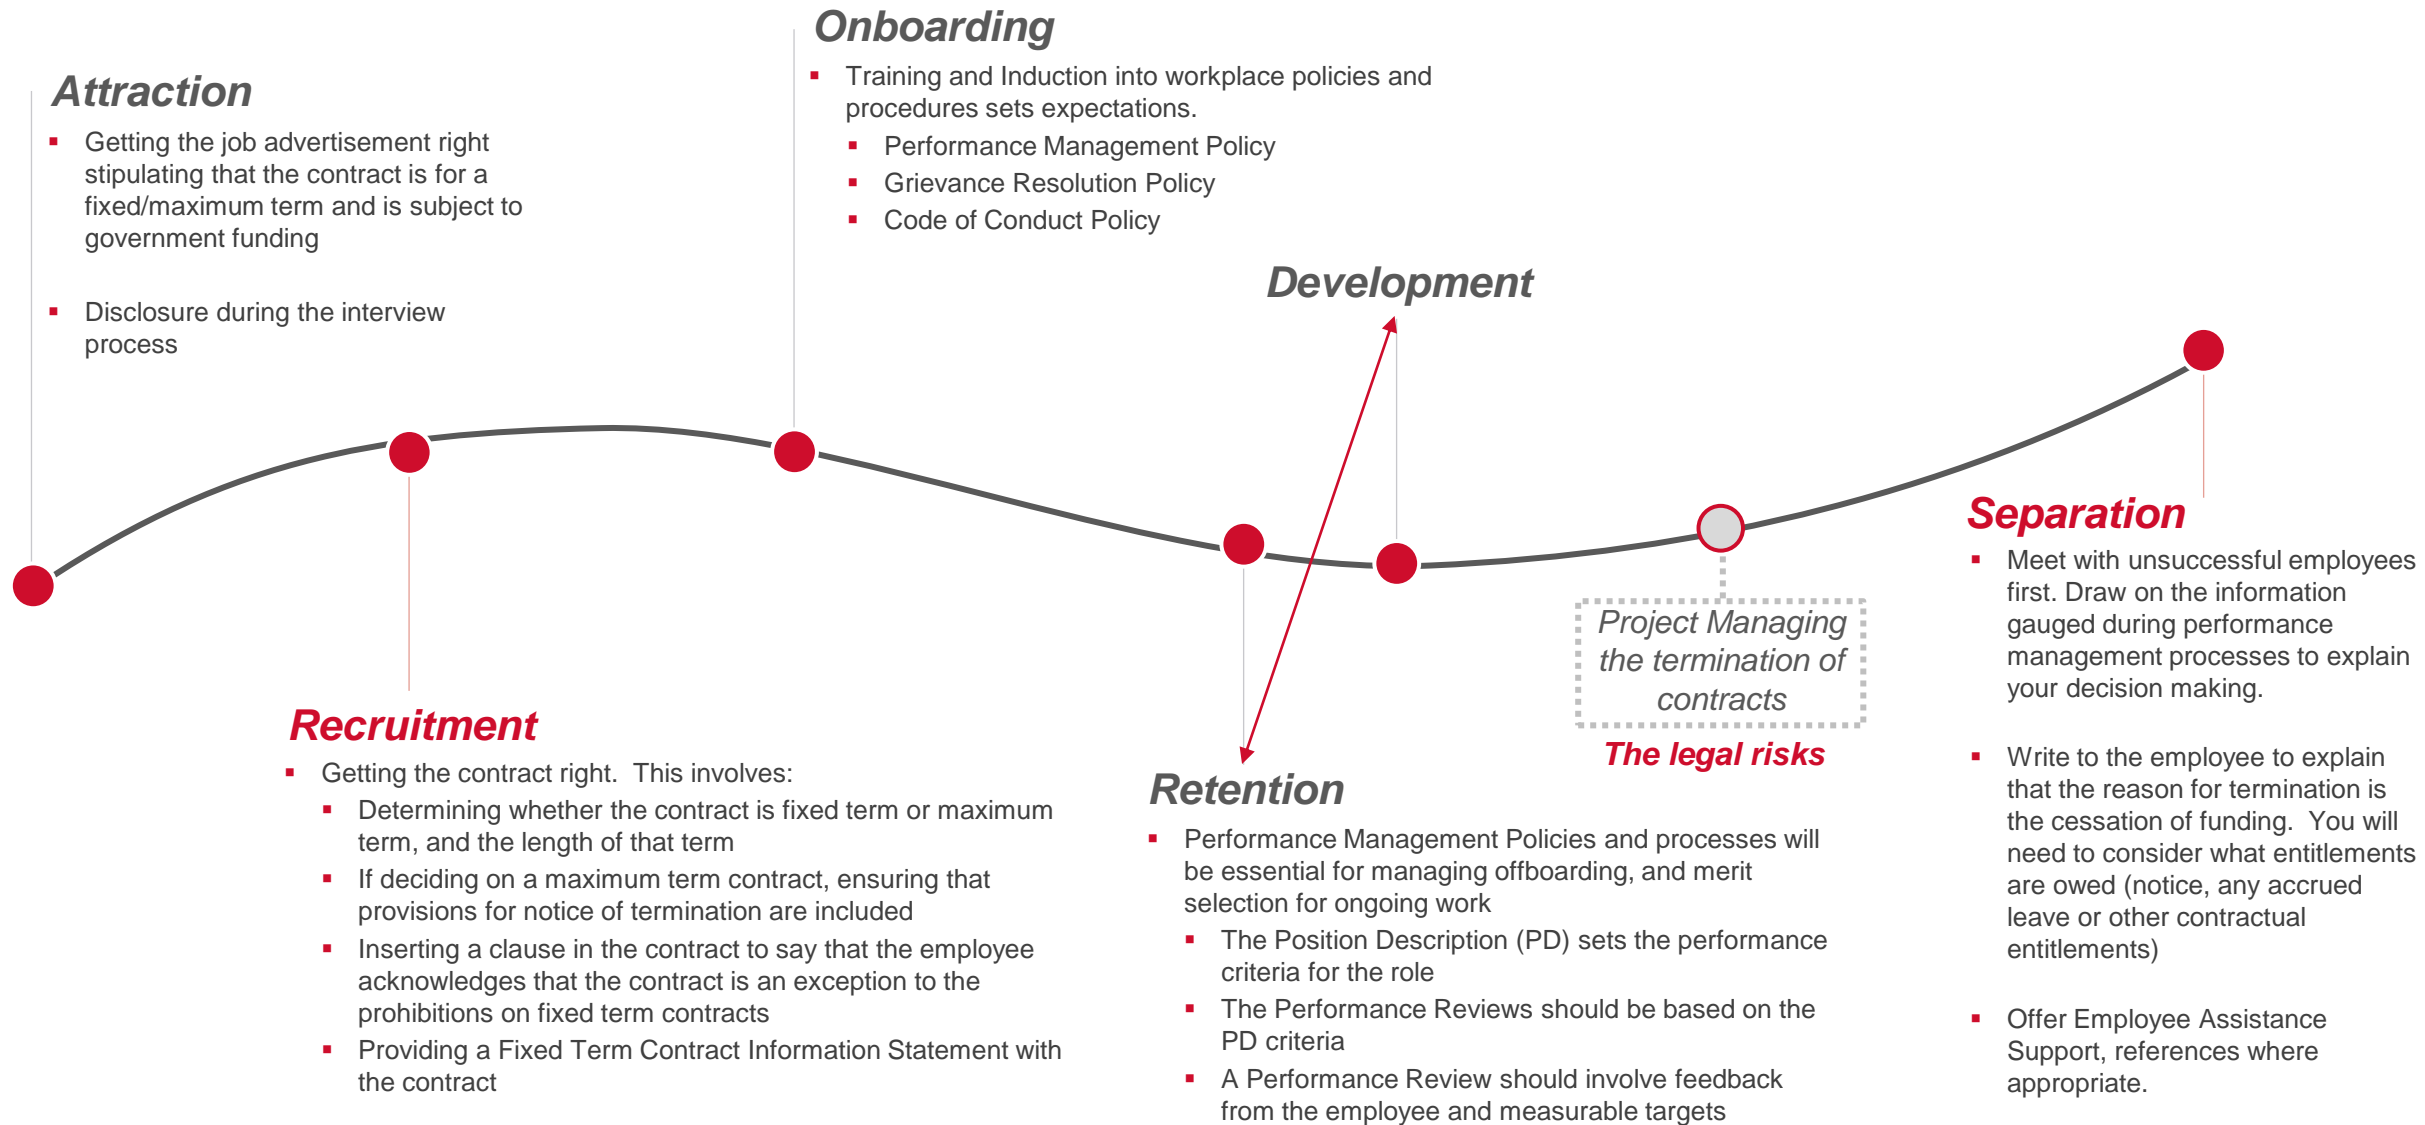 Attraction
▪ Getting the job advertisement right
stipulating that the contract is for a
fixed/maximum term and is subject to
government funding
▪ Disclosure during the interview
process
Recruitment
▪ Getting the contract right.  This involves:
▪ Determining whether the contract is fixed term or maximum
term, and the length of that term
▪ If deciding on a maximum term contract, ensuring that
provisions for notice of termination are included
▪ Inserting a clause in the contract to say that the employee
acknowledges that the contract is an exception to the
prohibitions on fixed term contracts
▪ Providing a Fixed Term Contract Information Statement with
the contract
Onboarding
▪ Training and Induction into workplace policies and
procedures sets expectations.
▪ Performance Management Policy
▪ Grievance Resolution Policy
▪ Code of Conduct Policy
Development
Retention
▪ Performance Management Policies and processes will
be essential for managing offboarding, and merit
selection for ongoing work
▪ The Position Description (PD) sets the performance
criteria for the role
▪ The Performance Reviews should be based on the
PD criteria
▪ A Performance Review should involve feedback
from the employee and measurable targets
Project Managing
the termination of
contracts
The legal risks
Separation
▪ Meet with unsuccessful employees
first. Draw on the information
gauged during performance
management processes to explain
your decision making.
▪ Write to the employee to explain
that the reason for termination is
the cessation of funding.  You will
need to consider what entitlements
are owed (notice, any accrued
leave or other contractual
entitlements)
▪ Offer Employee Assistance
Support, references where
appropriate.